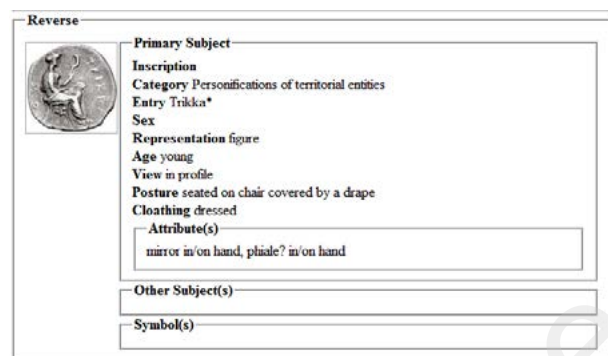 Reverse
Primary Subject
Inscription
Category Personifications of territorial entities
Entry Trikka*
Sex
Representation figure
Age young
View in profile
Posture seated on chair covered by a drape
Cloathing dressed
Attribute(s)
mirror in/on hand, phiale? in/on hand
Other Subject(s)
Symbol(s)